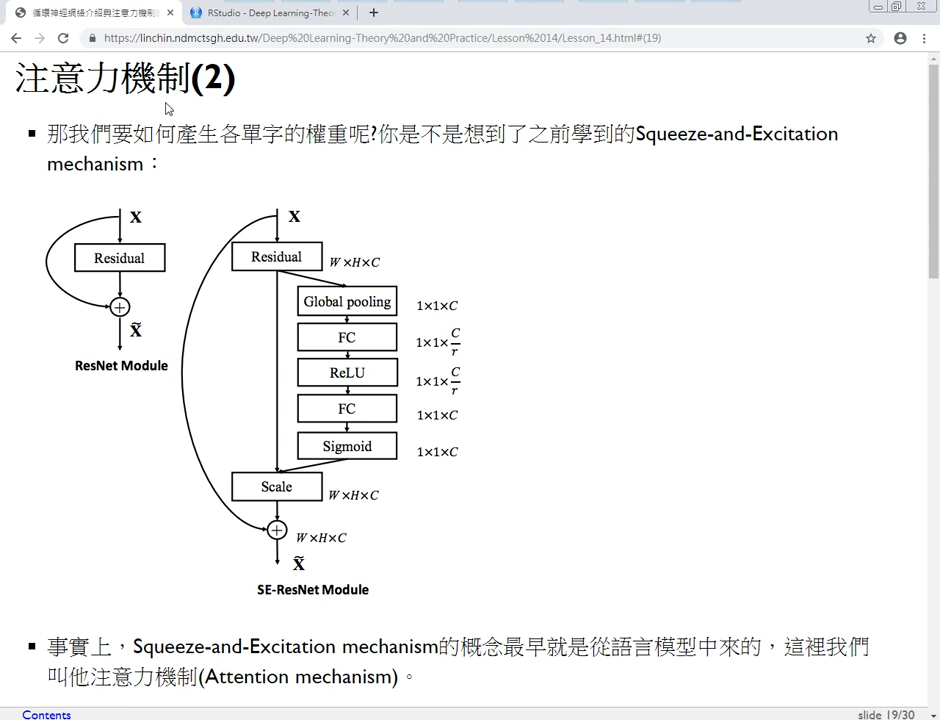 循環神經網絡介紹與注意力機制
RStudio - Deep Learning-Theo
https://linchin.ndmctsgh.edu.tw/Deep%20Learning-Theory%20and%20Practice/Lesson%2014/Lesson_14.html#(19)
注意力機制(2)
那我們要如何產生各單字的權重呢?你是不是想到了之前學到的Squeeze-and-Excitation
mechanism：
X
Residual
+
X̃
ResNet Module
X
Residual
W×H×C
Global pooling
1×1×C
FC
1×1×C/r
ReLU
1×1×C/r
FC
1×1×C
Sigmoid
1×1×C
Scale
W×H×C
+
W×H×C
X̃
SE-ResNet Module
事實上，Squeeze-and-Excitation mechanism的概念最早就是從語言模型中來的，這裡我們
叫他注意力機制(Attention mechanism)。
Contents
slide 19/30